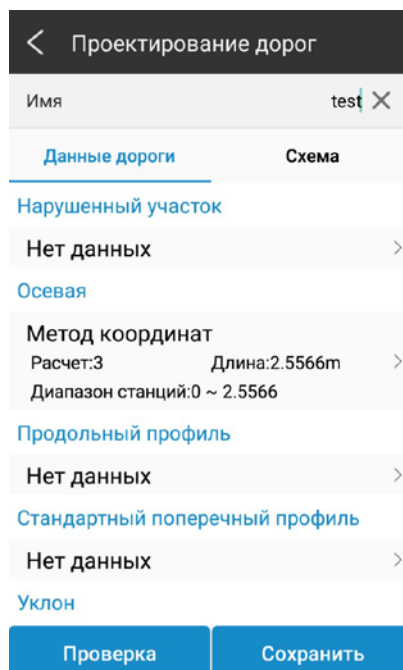 Проектирование дорог
Имя test
Данные дороги Схема
Нарушенный участок
Нет данных
Осевая
Метод координат
Расчет:3 Длина:2.5566m
Диапазон станций:0 ~ 2.5566
Продольный профиль
Нет данных
Стандартный поперечный профиль
Нет данных
Уклон
Проверка Сохранить